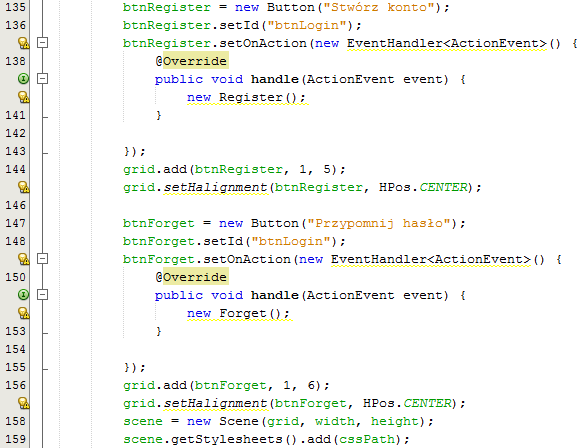 135 btnRegister = new Button("Stwórz konto");
136 btnRegister.setId("btnLogin");
btnRegister.setOnAction(new EventHandler<ActionEvent>() {
138 @Override
public void handle(ActionEvent event) {
new Register();
141 }
142
143 });
144 grid.add(btnRegister, 1, 5);
grid.setHalignment(btnRegister, HPos.CENTER);
146
147 btnForget = new Button("Przypomnij hasło");
148 btnForget.setId("btnLogin");
btnForget.setOnAction(new EventHandler<ActionEvent>() {
150 @Override
public void handle(ActionEvent event) {
new Forget();
153 }
154
155 });
156 grid.add(btnForget, 1, 6);
grid.setHalignment(btnForget, HPos.CENTER);
158 scene = new Scene(grid, width, height);
159 scene.getStylesheets().add(cssPath);